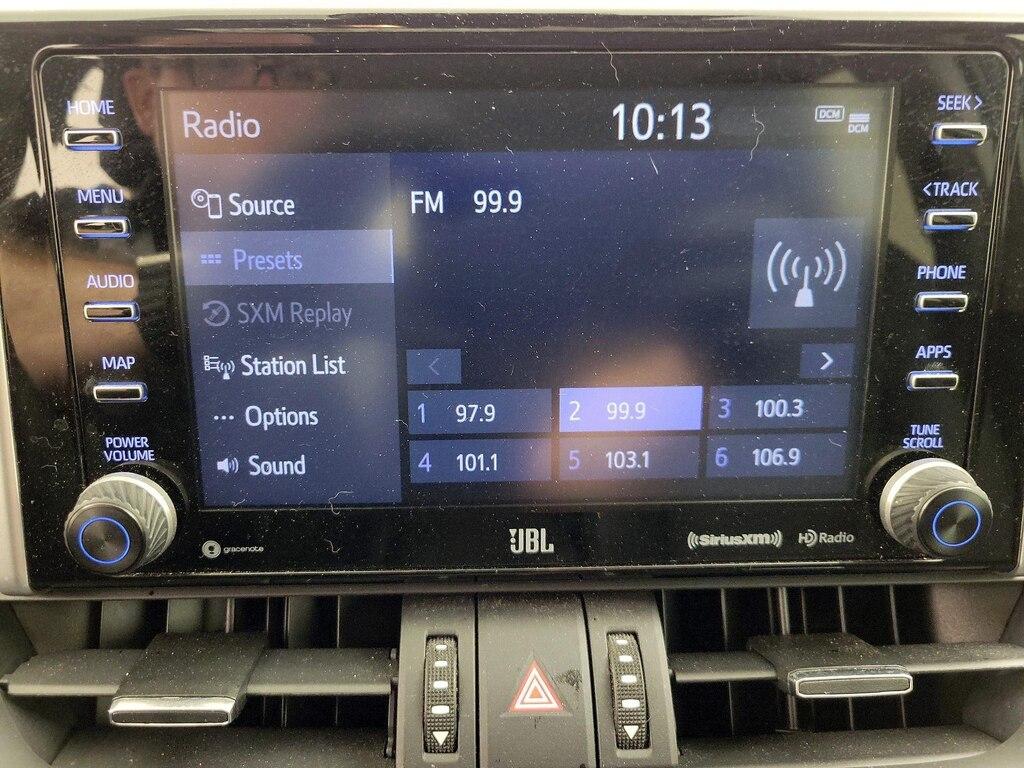 HOME
MENU
AUDIO
MAP
POWER
VOLUME
Radio
10:13
DCM
DCM
Source
Presets
SXM Replay
Station List
Options
Sound
FM 99.9
< >
1 97.9 2 99.9 3 100.3
4 101.1 5 103.1 6 106.9
SEEK >
< TRACK
PHONE
APPS
TUNE
SCROLL
gracenote
JBL
SiriusXM
HD Radio